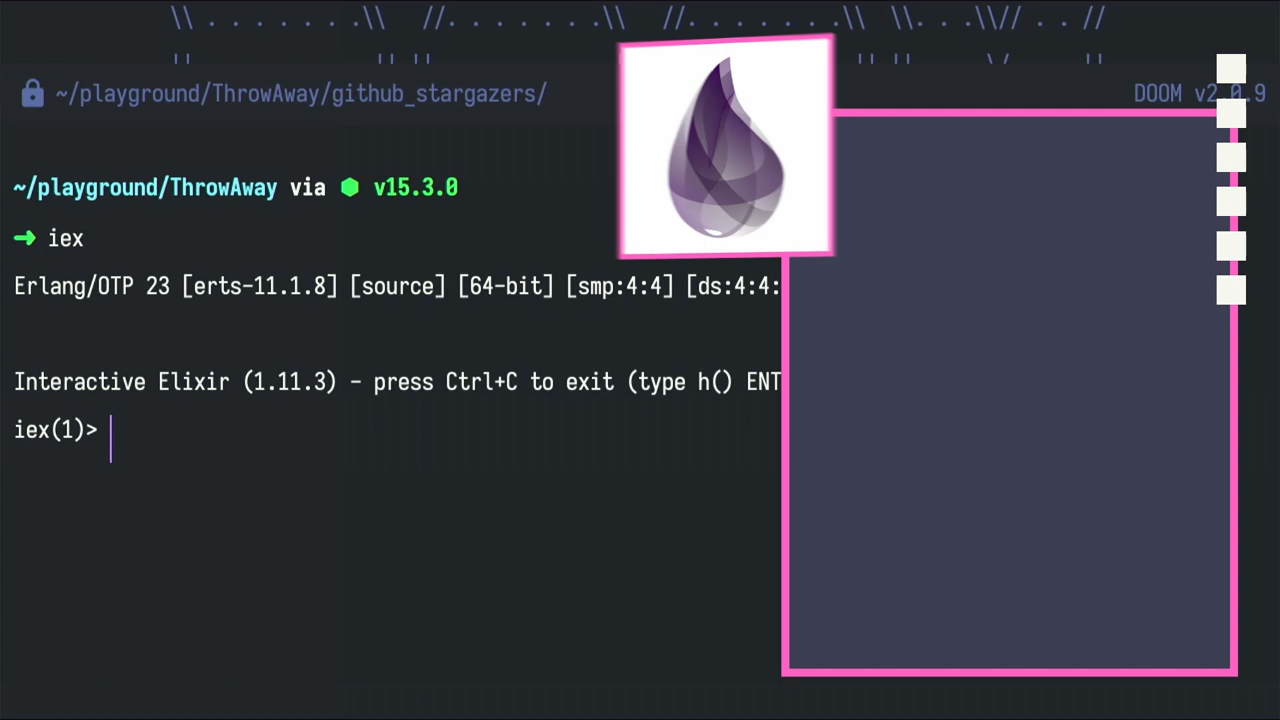 ~/playground/ThrowAway/github_stargazers/
DOOM v2.0.9
~/playground/ThrowAway via ⬢ v15.3.0
➜ iex
Erlang/OTP 23 [erts-11.1.8] [source] [64-bit] [smp:4:4] [ds:4:4:
Interactive Elixir (1.11.3) - press Ctrl+C to exit (type h() ENT
iex(1)>